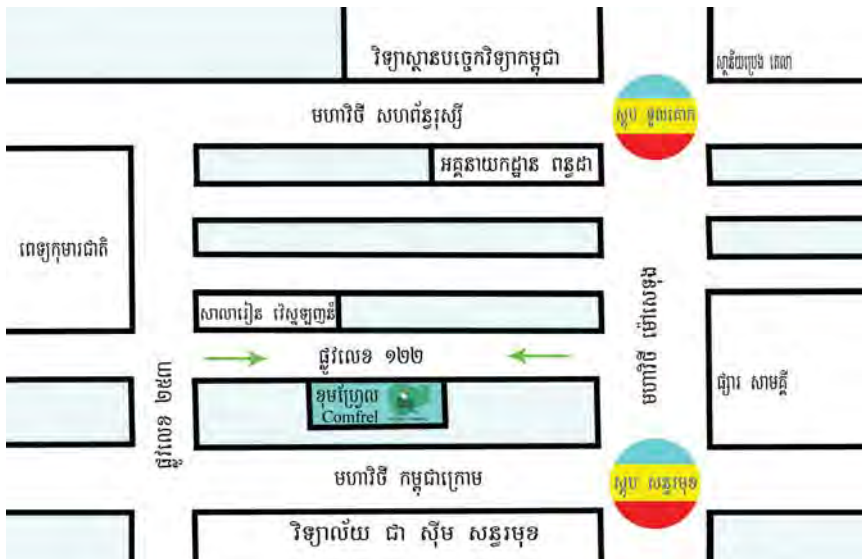 វិទ្យាស្ថានបច្ចេកវិទ្យាកម្ពុជា
ស្ថានីយប្រេង តេលា
មហាវិថី សហព័ន្ធរុស្សី
ស្តុប ទួលគោក
អគ្គនាយកដ្ឋាន ពន្ធដា
ពេទ្យកុមារជាតិ
មហាវិថី ម៉ៅសេទុង
សាលារៀន
ផ្លូវលេខ ១២២
ផ្លូវលេខ ២៥៣
ផ្សារ សាមគ្គី
ខុមហ្វ្រែល
Comfrel
មហាវិថី កម្ពុជាក្រោម
ស្តុប សន្ធរមុខ
វិទ្យាល័យ ជា ស៊ីម សន្ធរមុខ